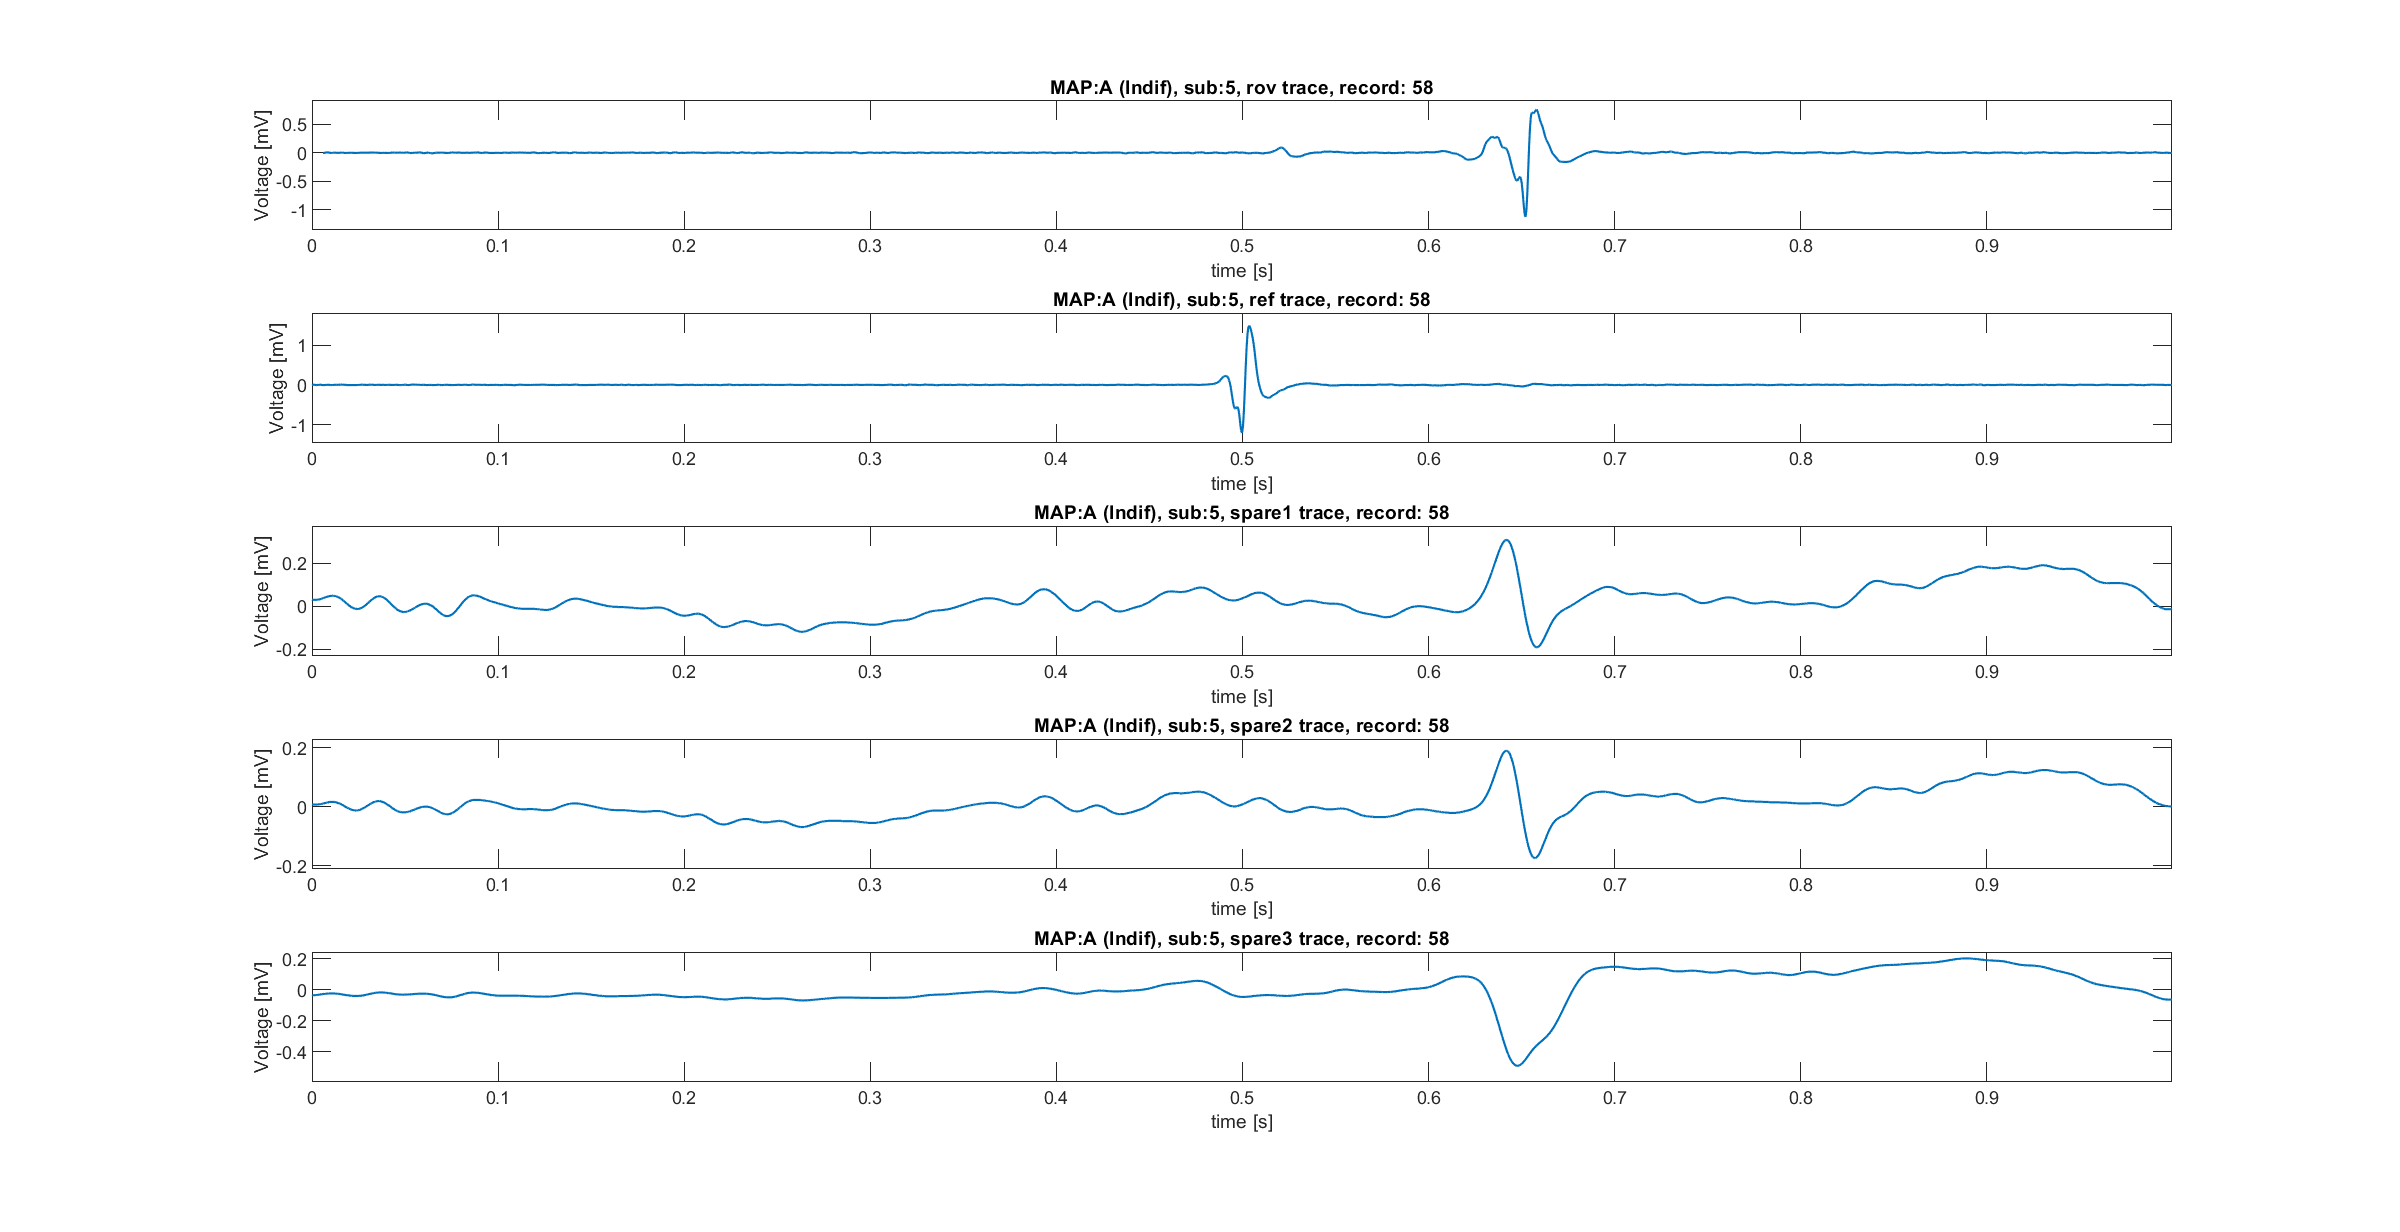 MAP:A (Indif), sub:5, rov trace, record: 58
Voltage [mV]
0.5
0
-0.5
-1
0 0.1 0.2 0.3 0.4 0.5 0.6 0.7 0.8 0.9
time [s]
MAP:A (Indif), sub:5, ref trace, record: 58
Voltage [mV]
1
0
-1
0 0.1 0.2 0.3 0.4 0.5 0.6 0.7 0.8 0.9
time [s]
MAP:A (Indif), sub:5, spare1 trace, record: 58
Voltage [mV]
0.2
0
-0.2
0 0.1 0.2 0.3 0.4 0.5 0.6 0.7 0.8 0.9
time [s]
MAP:A (Indif), sub:5, spare2 trace, record: 58
Voltage [mV]
0.2
0
-0.2
0 0.1 0.2 0.3 0.4 0.5 0.6 0.7 0.8 0.9
time [s]
MAP:A (Indif), sub:5, spare3 trace, record: 58
Voltage [mV]
0.2
0
-0.2
-0.4
0 0.1 0.2 0.3 0.4 0.5 0.6 0.7 0.8 0.9
time [s]